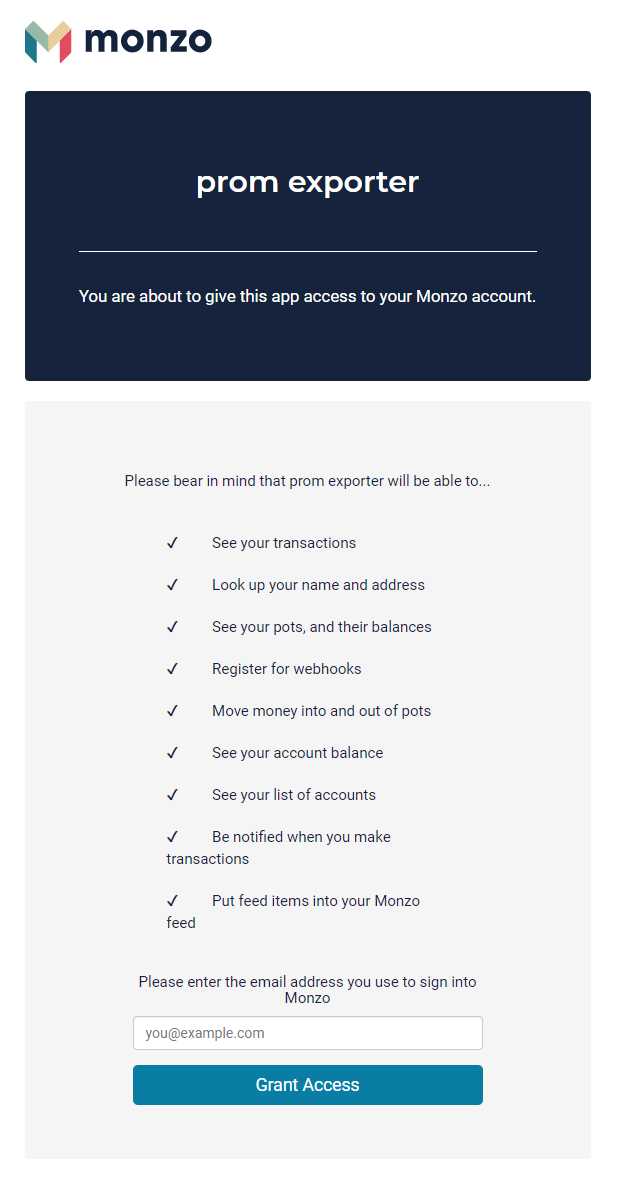 monzo
prom exporter
You are about to give this app access to your Monzo account.
Please bear in mind that prom exporter will be able to...
✓ See your transactions
✓ Look up your name and address
✓ See your pots, and their balances
✓ Register for webhooks
✓ Move money into and out of pots
✓ See your account balance
✓ See your list of accounts
✓ Be notified when you make
transactions
✓ Put feed items into your Monzo
feed
Please enter the email address you use to sign into
Monzo
you@example.com
Grant Access